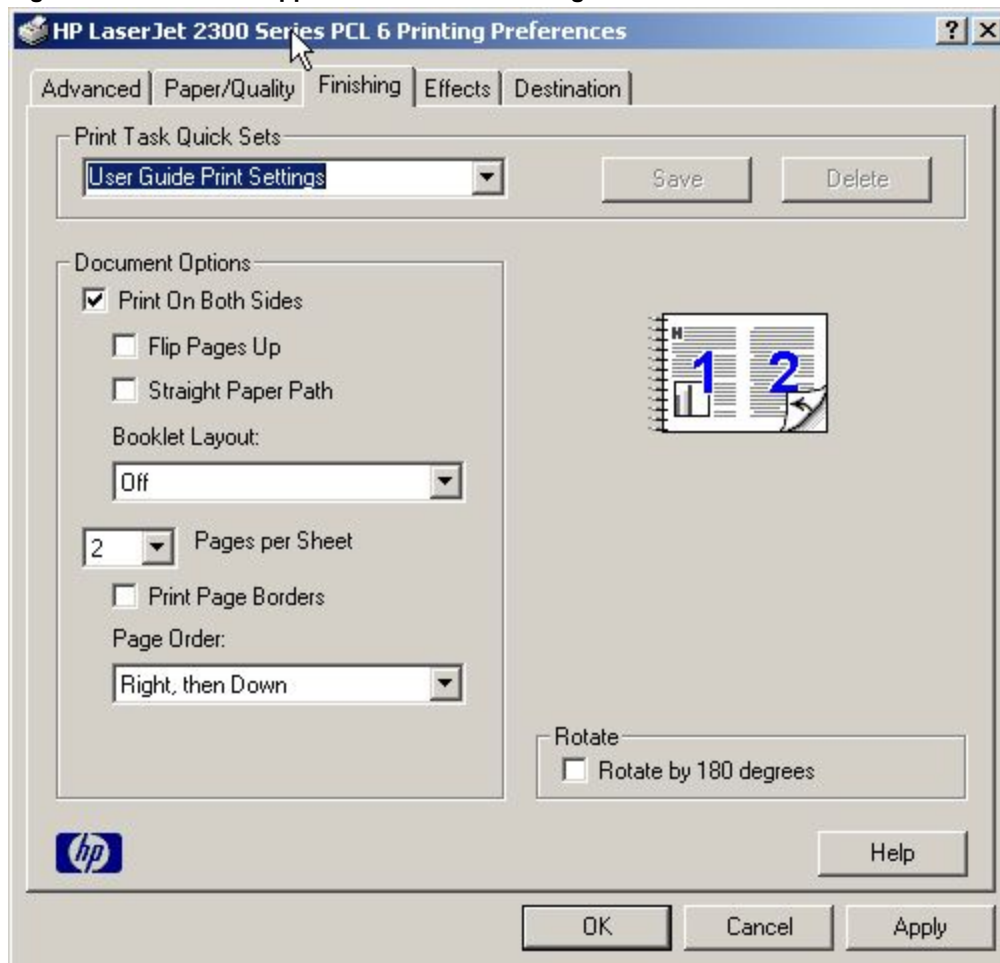 HP LaserJet 2300 Series PCL 6 Printing Preferences
Advanced Paper/Quality Finishing Effects Destination
Print Task Quick Sets
User Guide Print Settings
Save Delete
Document Options
Print On Both Sides
Flip Pages Up
Straight Paper Path
Booklet Layout:
Off
2 Pages per Sheet
Print Page Borders
Page Order:
Right, then Down
H
1 2
Rotate
Rotate by 180 degrees
hp
Help
OK Cancel Apply